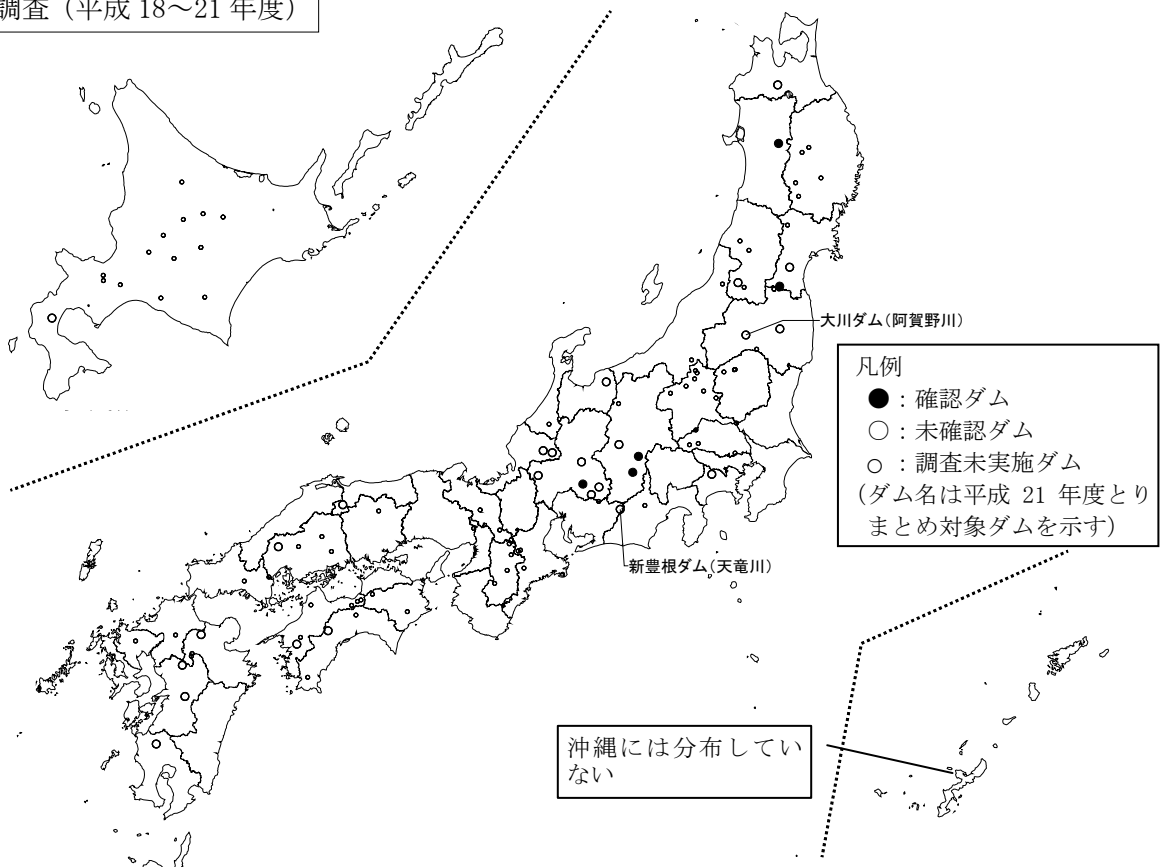 調査（平成 18～21 年度）
大川ダム（阿賀野川）
凡例
●：確認ダム
○：未確認ダム
○：調査未実施ダム
（ダム名は平成 21 年度とり
まとめ対象ダムを示す）
新豊根ダム（天竜川）
沖縄には分布してい
ない